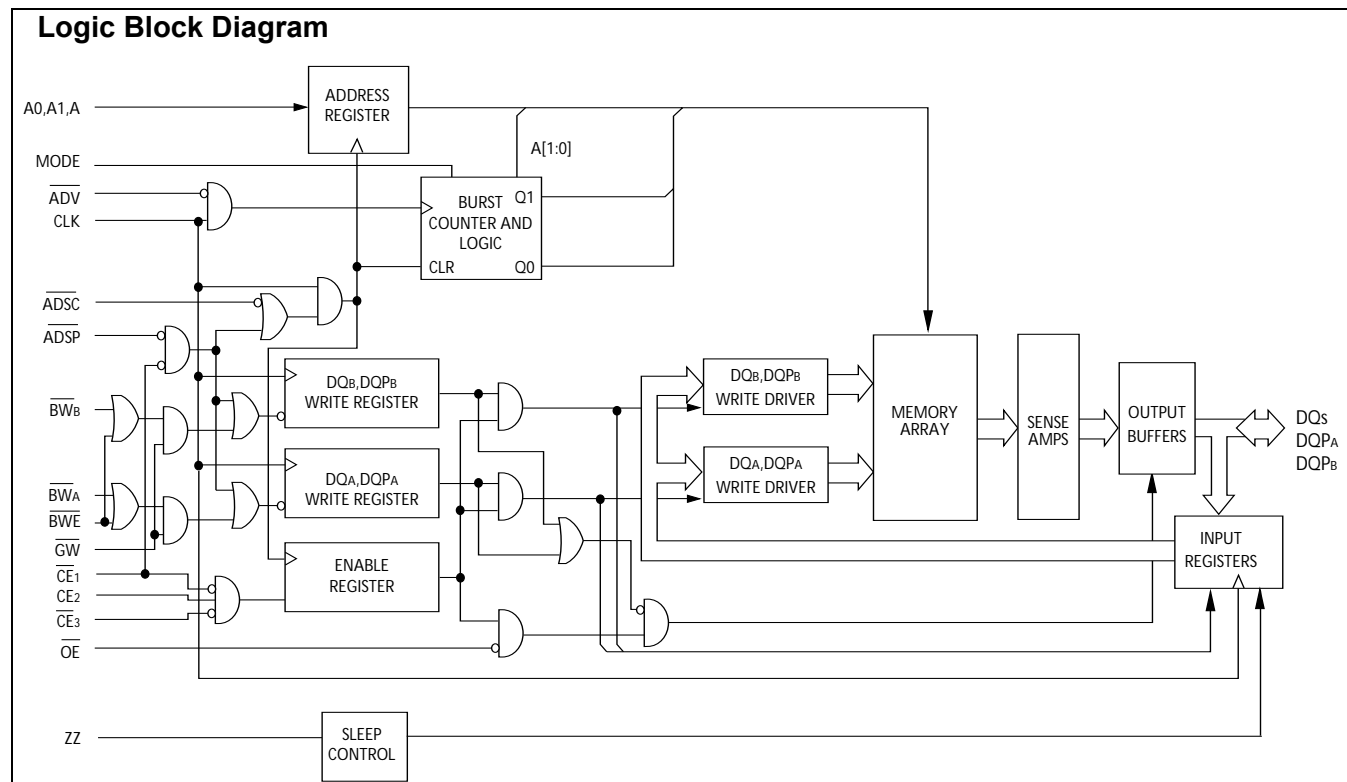 Logic Block Diagram
A0,A1,A
ADDRESS
REGISTER
MODE
A[1:0]
ADV
CLK
BURST
COUNTER AND
LOGIC
Q1
CLR
Q0
ADSC
ADSP
DQB,DQPB
WRITE REGISTER
DQB,DQPB
WRITE DRIVER
MEMORY
ARRAY
SENSE
AMPS
OUTPUT
BUFFERS
DQs
DQPA
DQPB
BWB
DQA,DQPA
WRITE REGISTER
DQA,DQPA
WRITE DRIVER
BWA
BWE
GW
INPUT
REGISTERS
CE1
CE2
CE3
ENABLE
REGISTER
OE
ZZ
SLEEP
CONTROL